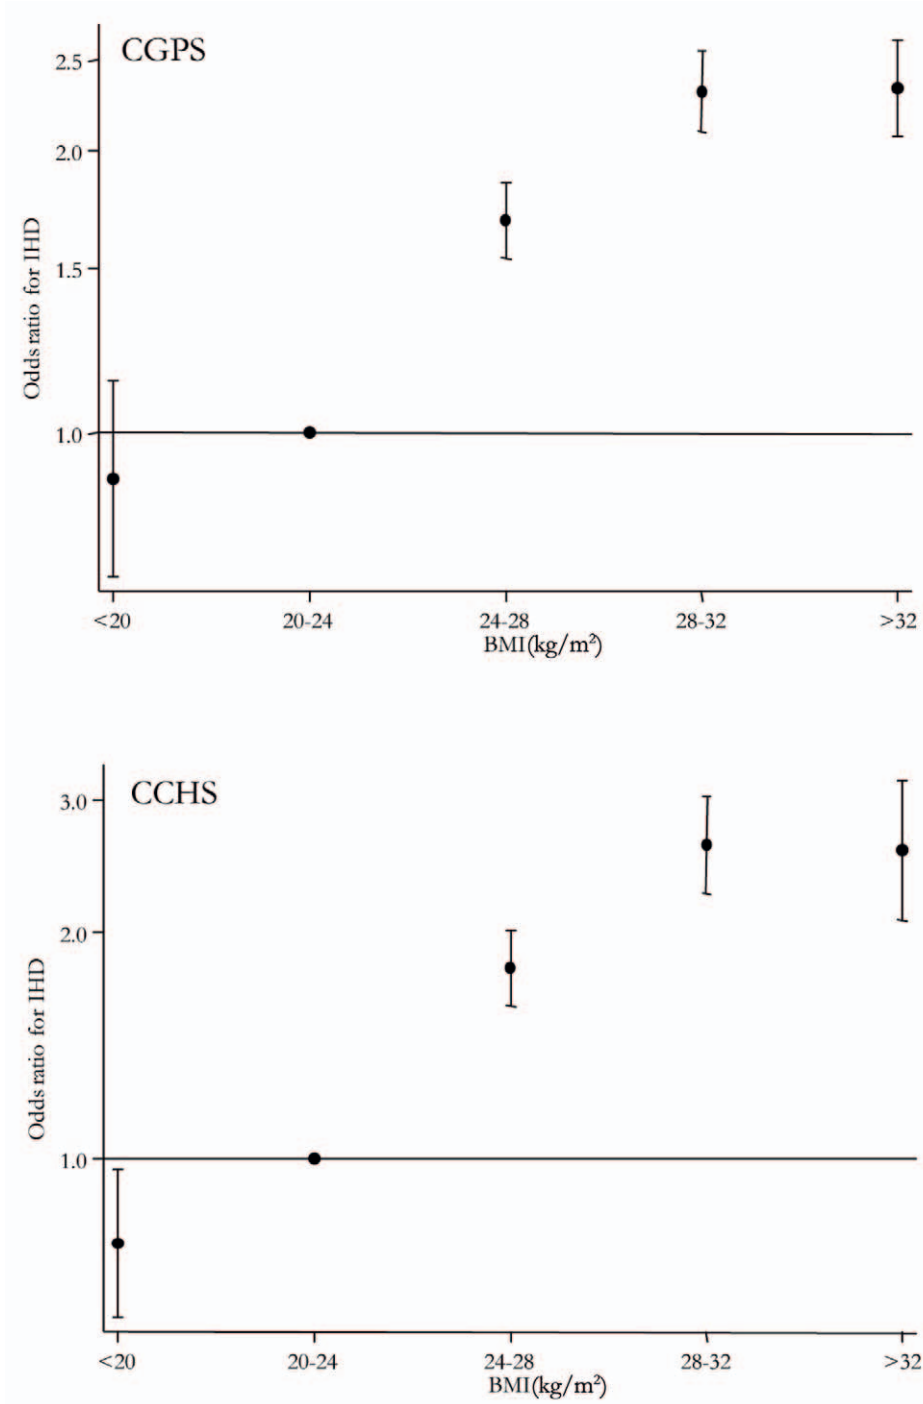 CGPS
2.5
2.0
1.5
1.0
Odds ratio for IHD
<20 20-24 24-28 28-32 >32
BMI(kg/m²)
CCHS
3.0
2.0
1.0
Odds ratio for IHD
<20 20-24 24-28 28-32 >32
BMI(kg/m²)